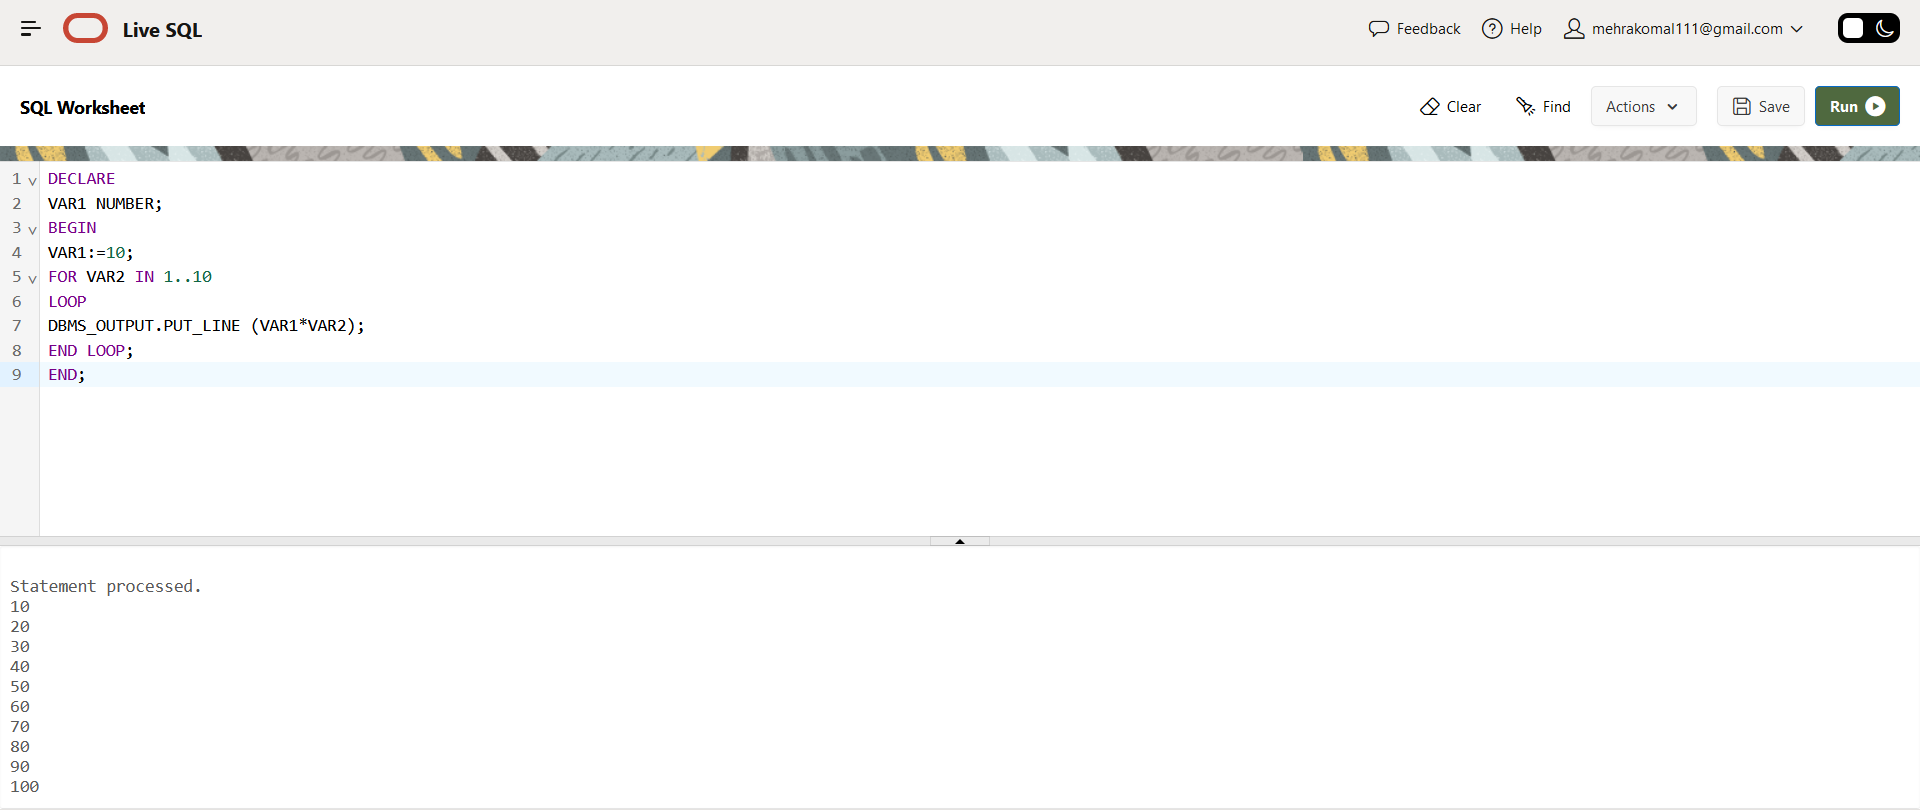 Live SQL
Feedback
Help
mehrakomal111@gmail.com
SQL Worksheet
Clear
Find
Actions
Save
Run
1 DECLARE
2 VAR1 NUMBER;
3 BEGIN
4 VAR1:=10;
5 FOR VAR2 IN 1..10
6 LOOP
7 DBMS_OUTPUT.PUT_LINE (VAR1*VAR2);
8 END LOOP;
9 END;
Statement processed.
10
20
30
40
50
60
70
80
90
100